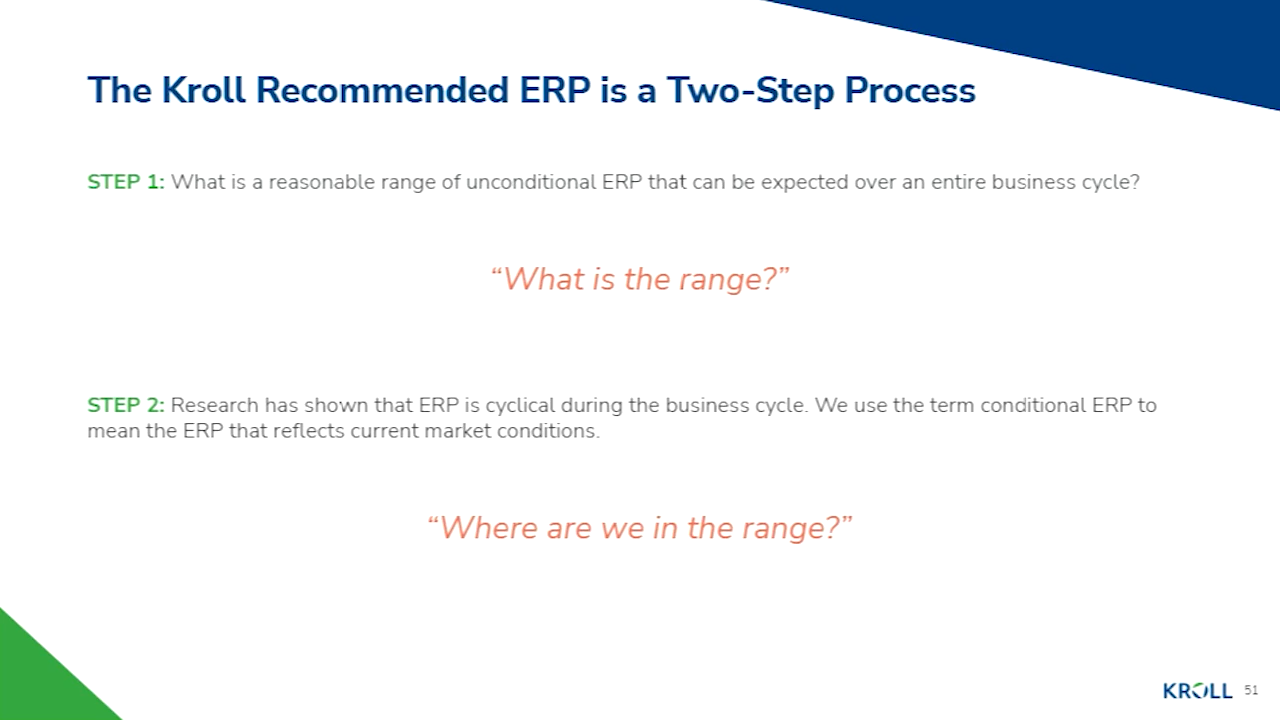 The Kroll Recommended ERP is a Two-Step Process
STEP 1: What is a reasonable range of unconditional ERP that can be expected over an entire business cycle?
“What is the range?”
STEP 2: Research has shown that ERP is cyclical during the business cycle. We use the term conditional ERP to
mean the ERP that reflects current market conditions.
“Where are we in the range?”
KROLL 51